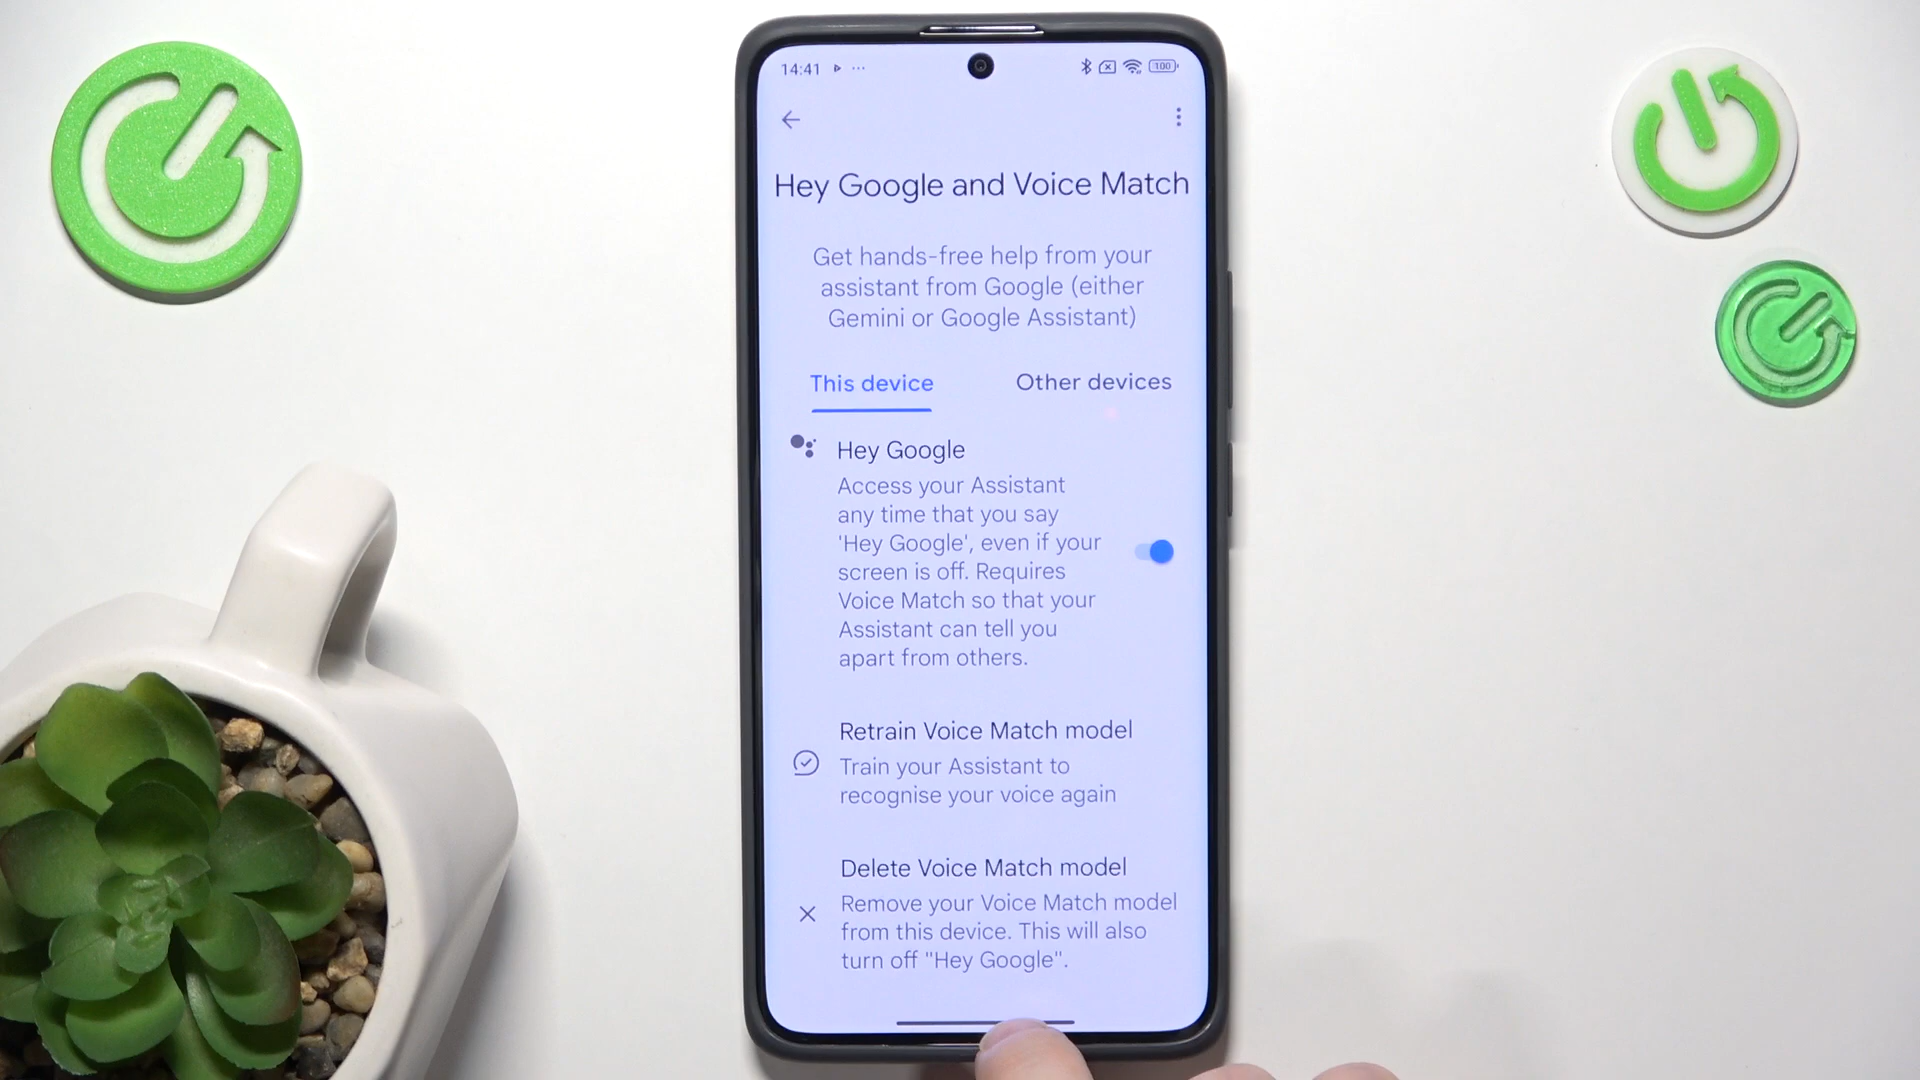 14:41
100
Hey Google and Voice Match
Get hands-free help from your
assistant from Google (either
Gemini or Google Assistant)
This device
Other devices
Hey Google
Access your Assistant
any time that you say
'Hey Google', even if your
screen is off. Requires
Voice Match so that your
Assistant can tell you
apart from others.
Retrain Voice Match model
Train your Assistant to
recognise your voice again
Delete Voice Match model
Remove your Voice Match model
from this device. This will also
turn off "Hey Google".